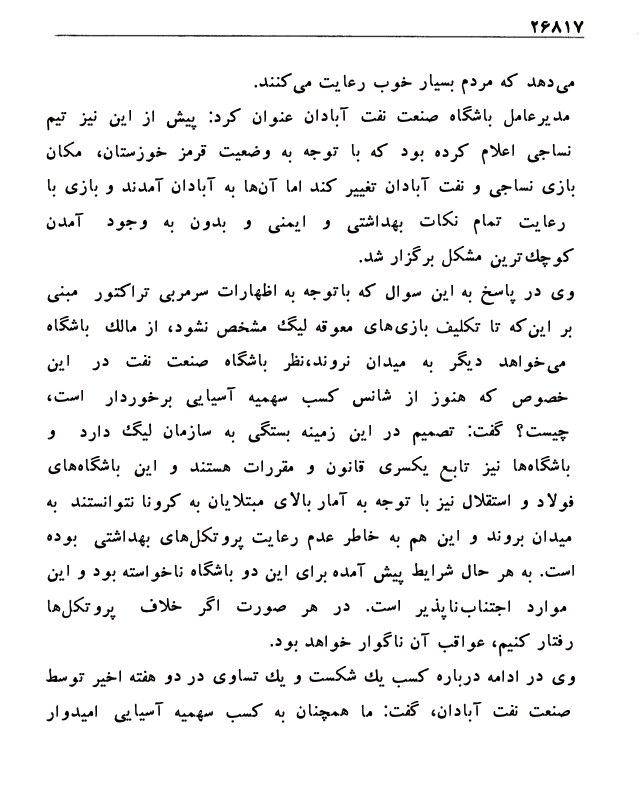 ۲۶۸۱۷
می‌دهد که مردم بسیار خوب رعایت می‌کنند.
مدیرعامل باشگاه صنعت نفت آبادان عنوان کرد: پیش از این نیز تیم
نساجی اعلام کرده بود که با توجه به وضعیت قرمز خوزستان، مکان
بازی نساجی و نفت آبادان تغییر کند اما آن‌ها به آبادان آمدند و بازی با
رعایت تمام نکات بهداشتی و ایمنی و بدون به وجود آمدن
کوچك‌ترین مشکل برگزار شد.
وی در پاسخ به این سوال که باتوجه به اظهارات سرمربی تراکتور مبنی
بر این‌که تا تکلیف بازی‌های معوقه لیگ مشخص نشود، از مالك باشگاه
می‌خواهد دیگر به میدان نروند،نظر باشگاه صنعت نفت در این
خصوص که هنوز از شانس کسب سهمیه آسیایی برخوردار است،
چیست؟ گفت: تصمیم در این زمینه بستگی به سازمان لیگ دارد و
باشگاه‌ها نیز تابع یکسری قانون و مقررات هستند و این باشگاه‌های
فولاد و استقلال نیز با توجه به آمار بالای مبتلایان به کرونا نتوانستند به
میدان بروند و این هم به خاطر عدم رعایت پروتکل‌های بهداشتی بوده
است. به هر حال شرایط پیش آمده برای این دو باشگاه ناخواسته بود و این
موارد اجتناب‌ناپذیر است. در هر صورت اگر خلاف پروتکل‌ها
رفتار کنیم، عواقب آن ناگوار خواهد بود.
وی در ادامه درباره کسب یك شکست و یك تساوی در دو هفته اخیر توسط
صنعت نفت آبادان، گفت: ما همچنان به کسب سهمیه آسیایی امیدوار